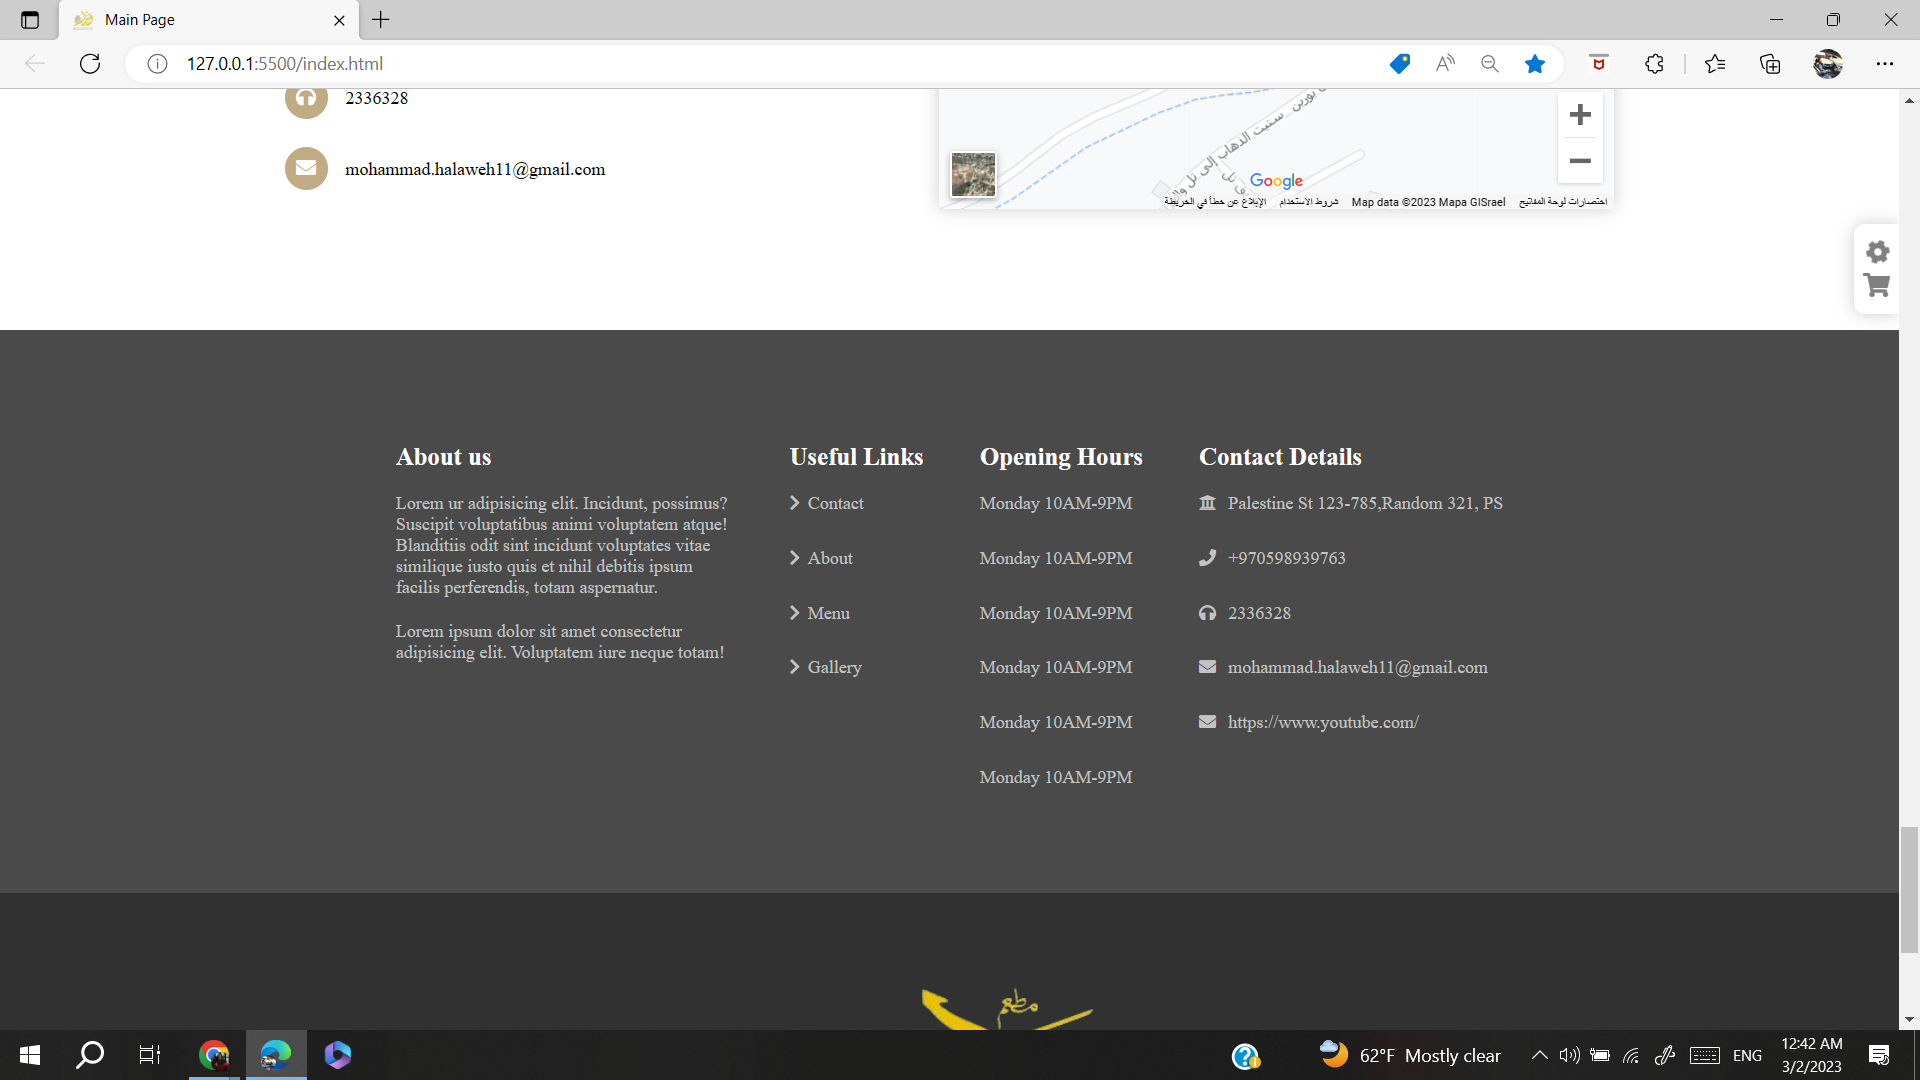 Main Page
127.0.0.1:5500/index.html
2336328
mohammad.halaweh11@gmail.com
Google
اختصارات لوحة المفاتيح
Map data ©2023 Mapa GISrael
شروط الاستخدام
الإبلاغ عن خطأ في الخريطة
About us
Lorem ur adipisicing elit. Incidunt, possimus?
Suscipit voluptatibus animi voluptatem atque!
Blanditiis odit sint incidunt voluptates vitae
similique iusto quis et nihil debitis ipsum
facilis perferendis, totam aspernatur.
Lorem ipsum dolor sit amet consectetur
adipisicing elit. Voluptatem iure neque totam!
Useful Links
Contact
About
Menu
Gallery
Opening Hours
Monday 10AM-9PM
Monday 10AM-9PM
Monday 10AM-9PM
Monday 10AM-9PM
Monday 10AM-9PM
Monday 10AM-9PM
Contact Details
Palestine St 123-785,Random 321, PS
+970598939763
2336328
mohammad.halaweh11@gmail.com
https://www.youtube.com/
مطعم
62°F Mostly clear
ENG
12:42 AM
3/2/2023